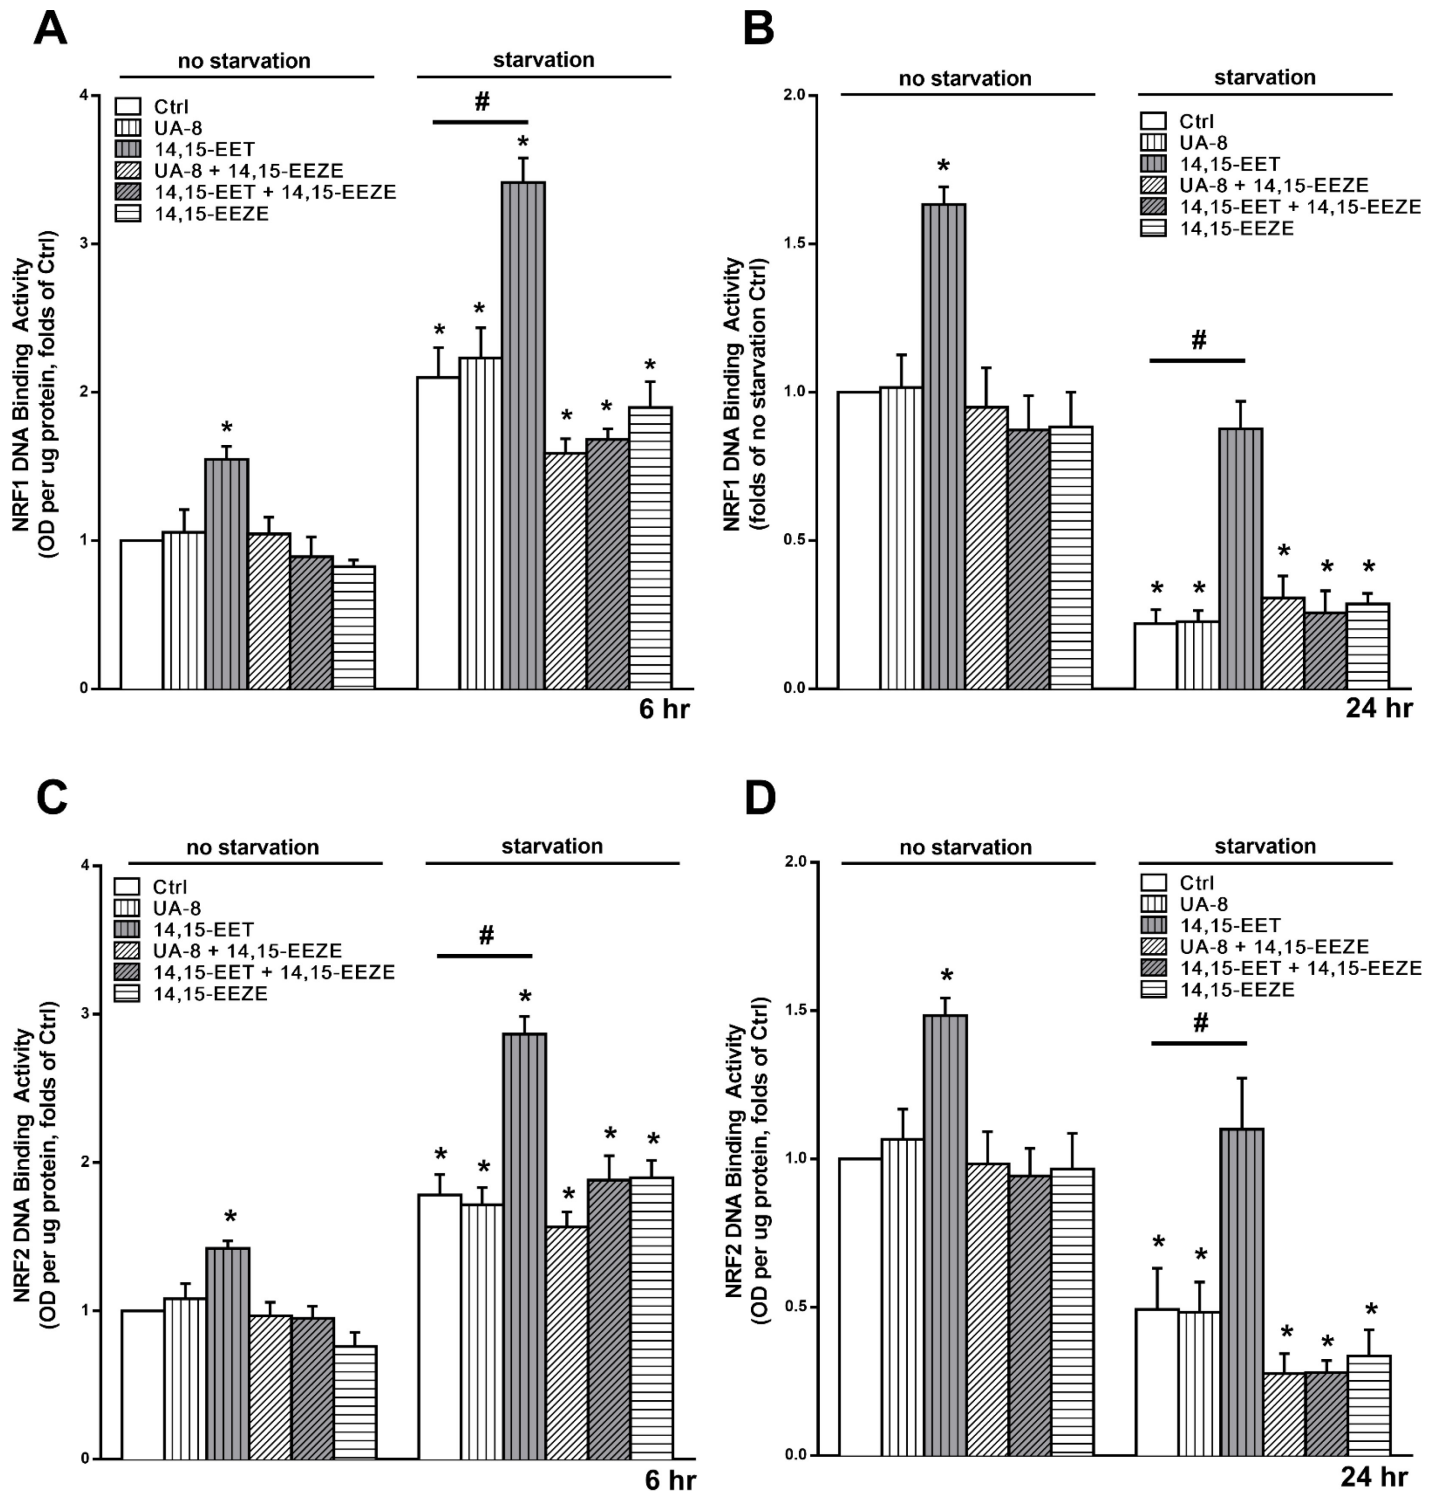 A
no starvation
starvation
4
3
2
1
0
NRF1 DNA Binding Activity
(OD per ug protein, folds of Ctrl)
Ctrl
UA-8
14,15-EET
UA-8 + 14,15-EEZE
14,15-EET + 14,15-EEZE
14,15-EEZE
#
*
*
*
*
*
*
*
6 hr
B
no starvation
starvation
2.0
1.5
1.0
0.5
0.0
NRF1 DNA Binding Activity
(folds of no starvation Ctrl)
Ctrl
UA-8
14,15-EET
UA-8 + 14,15-EEZE
14,15-EET + 14,15-EEZE
14,15-EEZE
*
#
*
*
*
*
*
24 hr
C
no starvation
starvation
4
3
2
1
0
NRF2 DNA Binding Activity
(OD per ug protein, folds of Ctrl)
Ctrl
UA-8
14,15-EET
UA-8 + 14,15-EEZE
14,15-EET + 14,15-EEZE
14,15-EEZE
#
*
*
*
*
*
*
*
6 hr
D
no starvation
starvation
2.0
1.5
1.0
0.5
0.0
NRF2 DNA Binding Activity
(OD per ug protein, folds of Ctrl)
Ctrl
UA-8
14,15-EET
UA-8 + 14,15-EEZE
14,15-EET + 14,15-EEZE
14,15-EEZE
*
#
*
*
*
*
*
24 hr